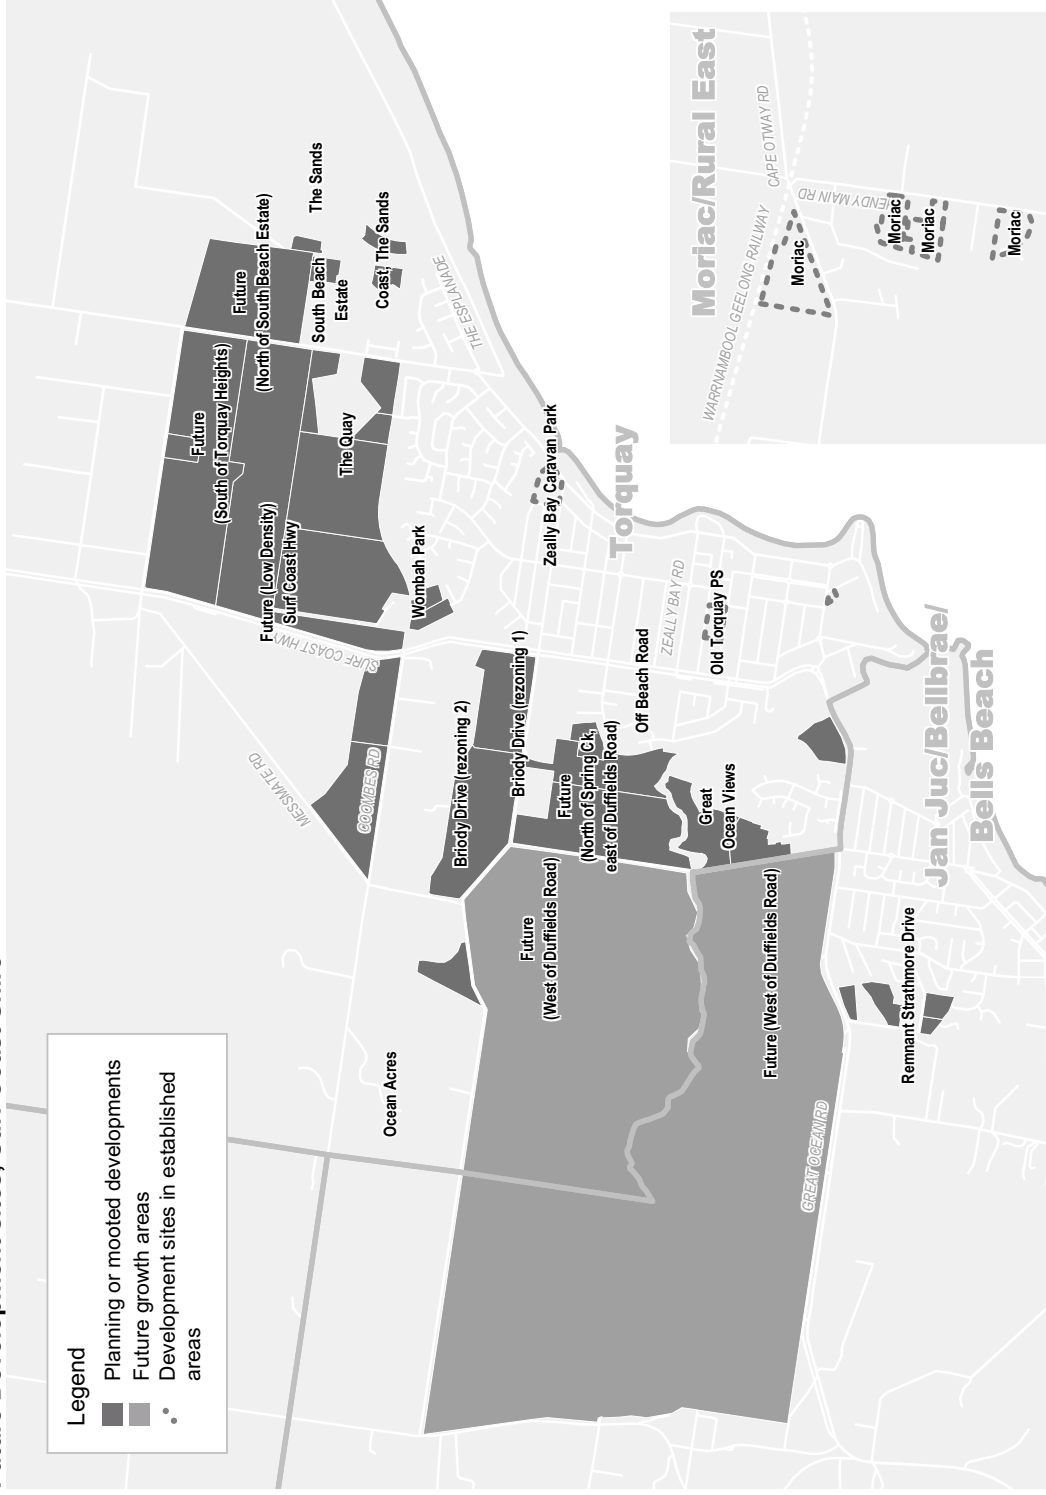 Legend
Planning or mooted developments
Future growth areas
Development sites in established
areas
Future
(South of Torquay Heights)
Future
(North of South Beach Estate)
Future (Low Density)
Surf Coast Hwy
The Sands
South Beach
Estate
The Quay
Coast, The Sands
SURF COAST HWY
MESSMATE RD
COOMBES RD
Ocean Acres
Wombah Park
THE ESPLANADE
Briody Drive (rezoning 2)
Briody Drive (rezoning 1)
Future
(West of Duffields Road)
Zeally Bay Caravan Park
Future
(North of Spring Ck,
east of Duffields Road)
Torquay
Off Beach Road
ZEALLY BAY RD
Great
Ocean Views
Old Torquay PS
Future (West of Duffields Road)
GREAT OCEAN RD
Remnant Strathmore Drive
Jan Juc/Bellbrae/
Bells Beach
Moriac/Rural East
WARRNAMBOOL GEELONG RAILWAY
CAPE OTWAY RD
HENDY MAIN RD
Moriac
Moriac
Moriac
Moriac